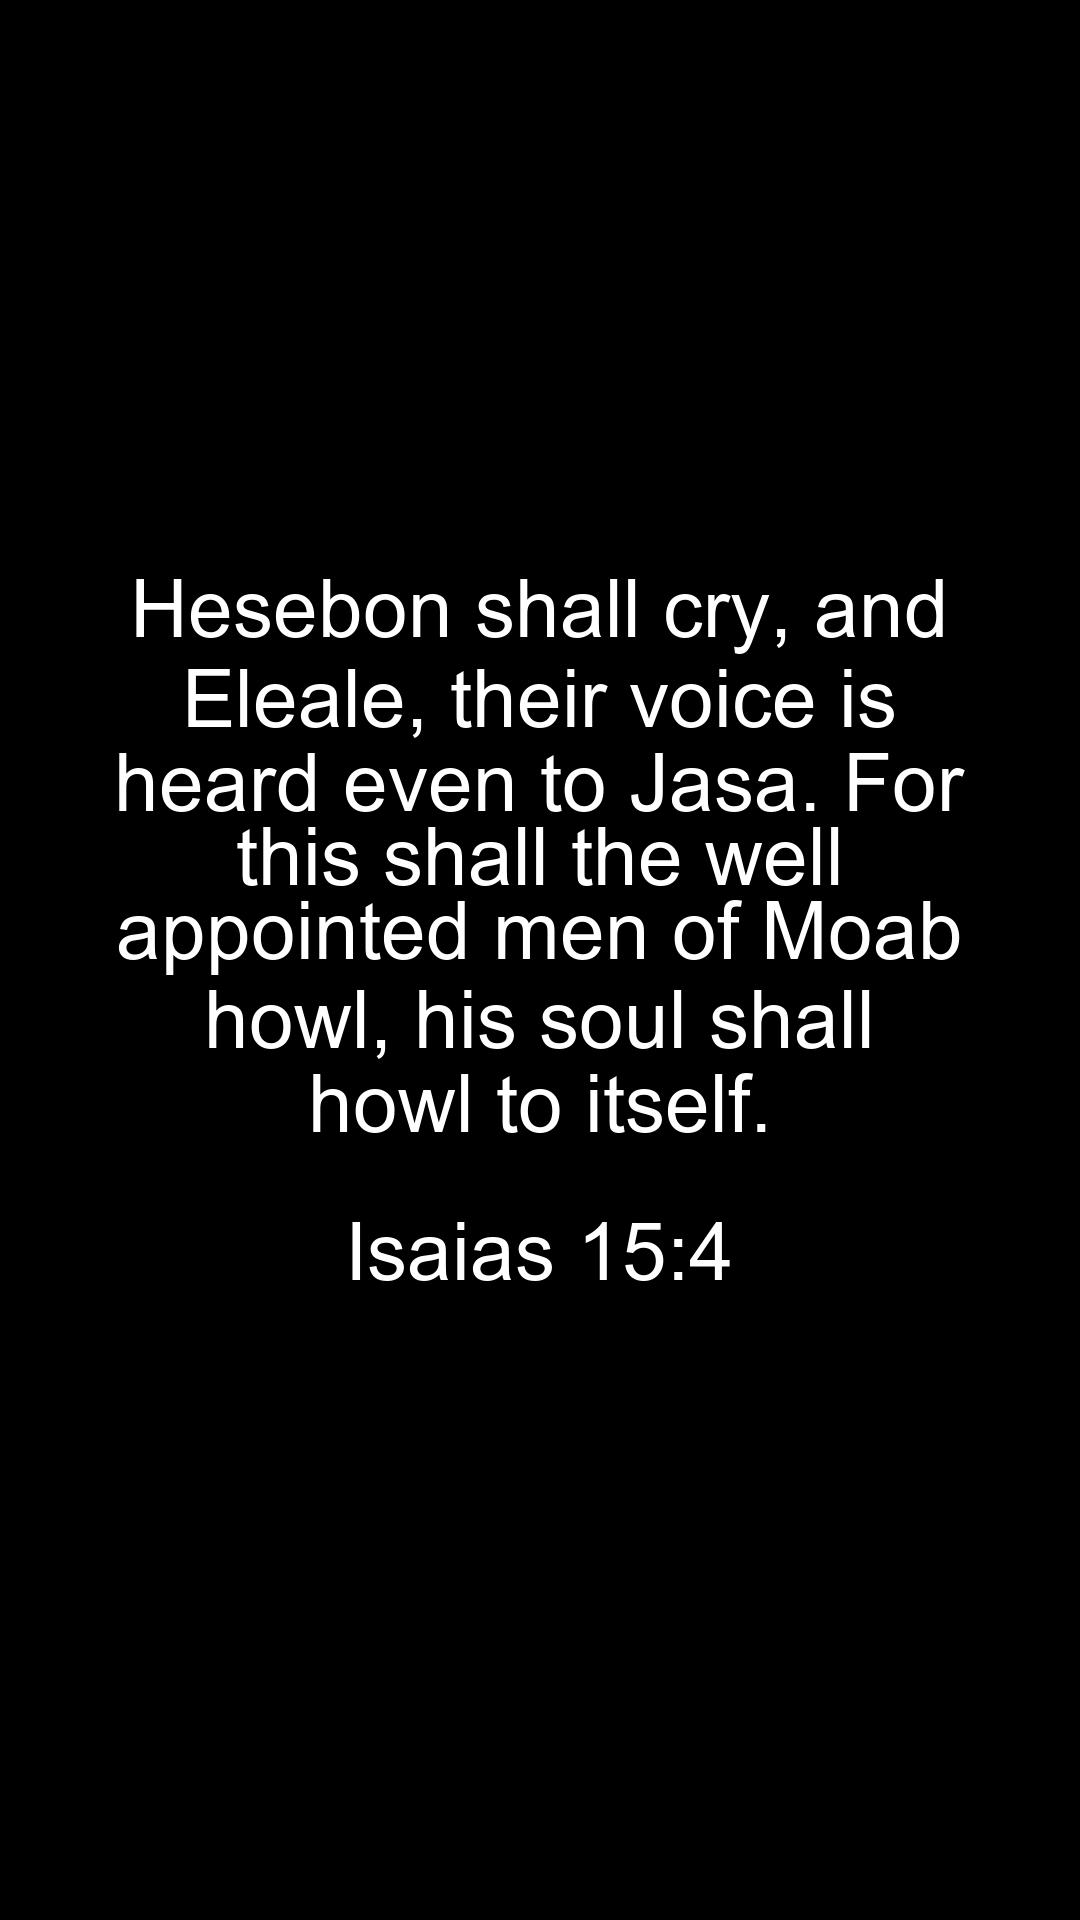 Hesebon shall cry, and
Eleale, their voice is
heard even to Jasa. For
this shall the well
appointed men of Moab
howl, his soul shall
howl to itself.
Isaias 15:4